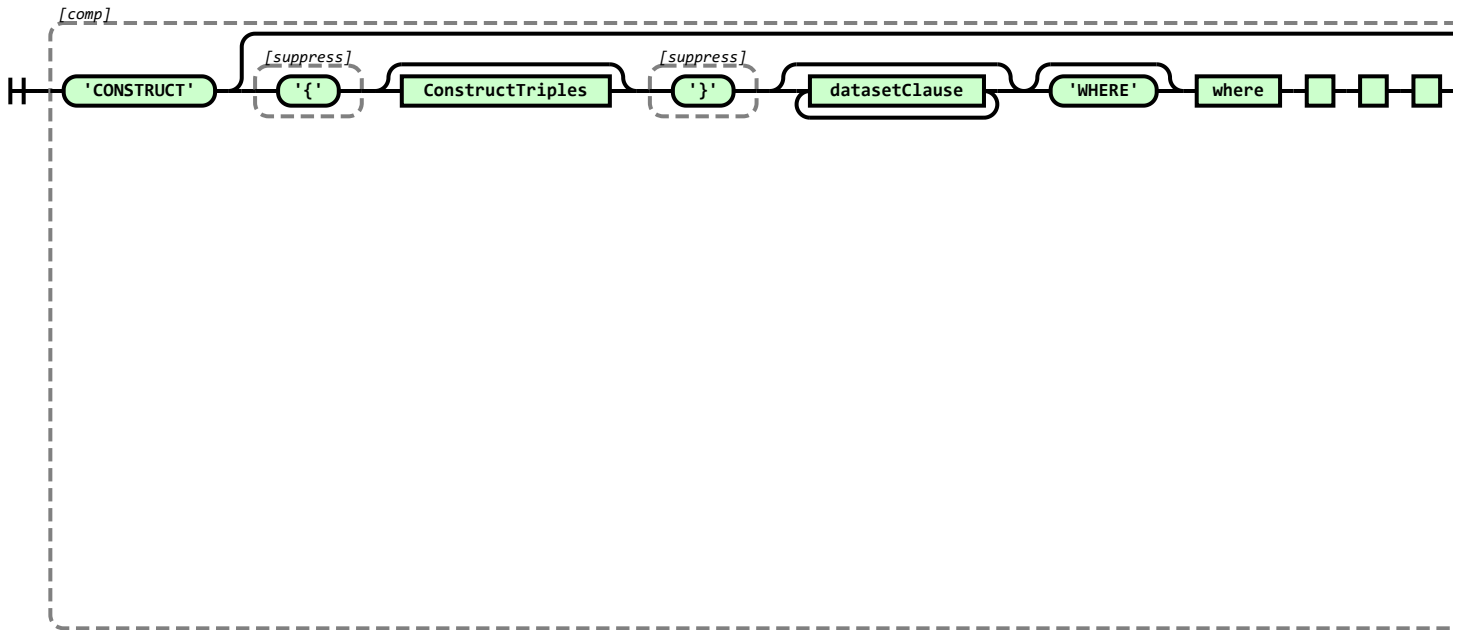 [comp]
[suppress] [suppress]
'CONSTRUCT' '{' ConstructTriples '}' datasetClause 'WHERE' where